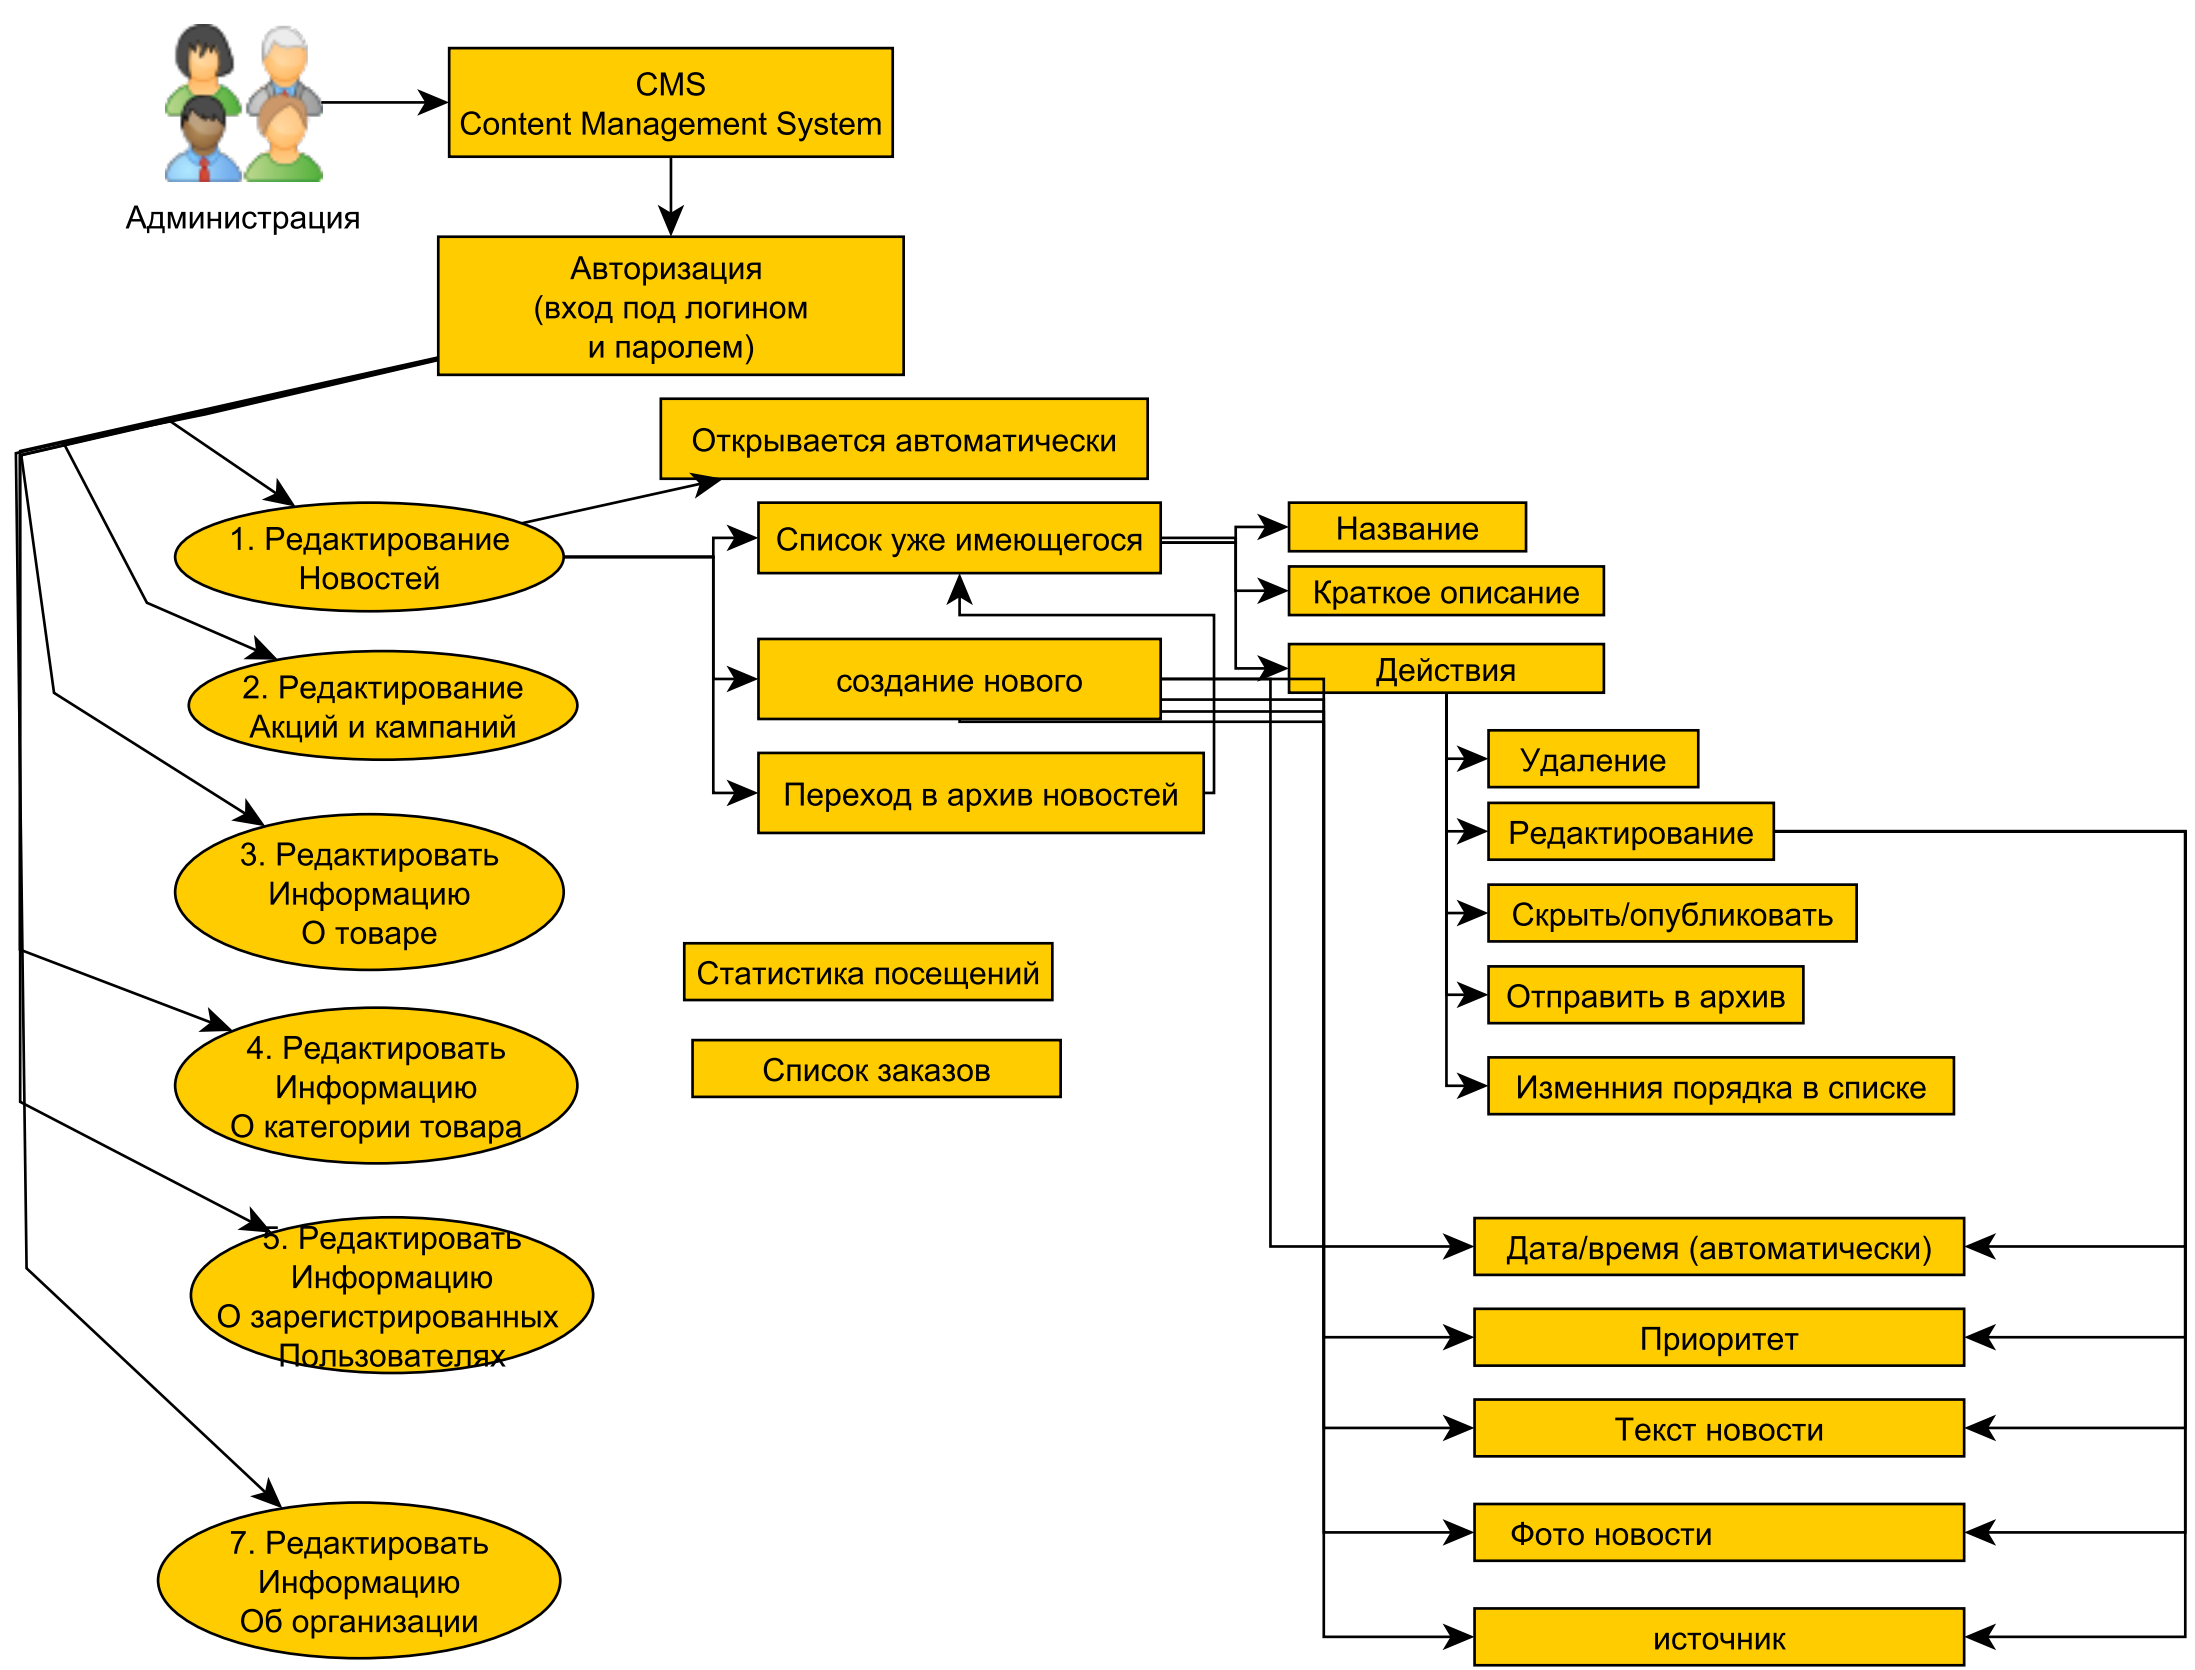 CMS
Content Management System
Администрация
Авторизация
(вход под логином
и паролем)
Открывается автоматически
1. Редактирование
Новостей
Список уже имеющегося
Название
Краткое описание
создание нового
Действия
2. Редактирование
Акций и кампаний
Переход в архив новостей
Удаление
Редактирование
3. Редактировать
Информацию
О товаре
Скрыть/опубликовать
Статистика посещений
Отправить в архив
4. Редактировать
Информацию
О категории товара
Список заказов
Изменния порядка в списке
5. Редактировать
Информацию
О зарегистрированных
Пользователях
Дата/время (автоматически)
Приоритет
Текст новости
Фото новости
7. Редактировать
Информацию
Об организации
источник